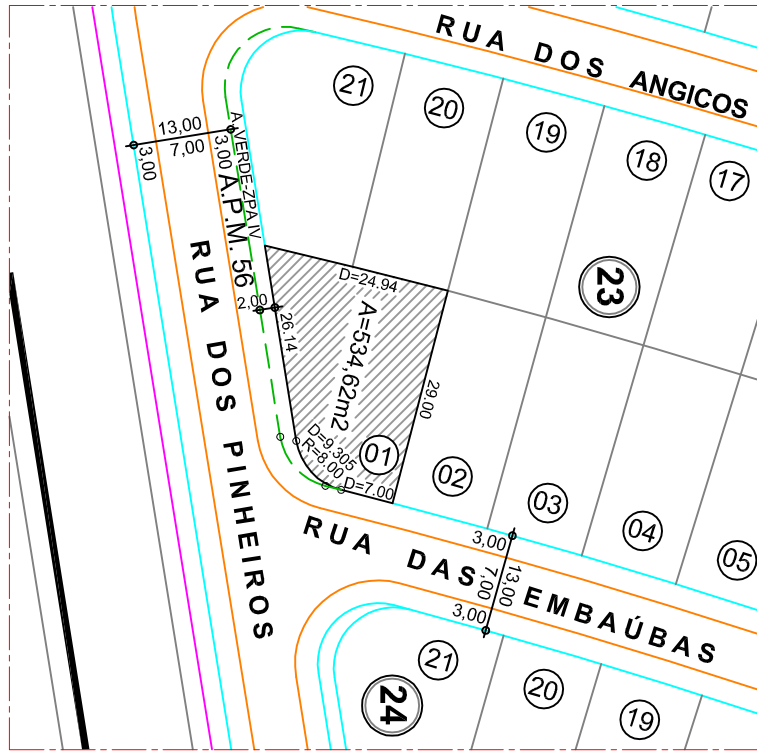 RUA DOS ANGICOS
21
20
19
18
17
13,00
7,00
3,00
3,00
A. VERDE-ZPA IV
A.P.M. 56
23
D=24.94
2,00
26.14
A=534,62m2
29.00
RUA DOS PINHEIROS
D=9.305
R=8.00
D=7.00
01
02
03
04
05
RUA DAS EMBAÚBAS
3,00
13,00
7,00
3,00
21
20
19
24